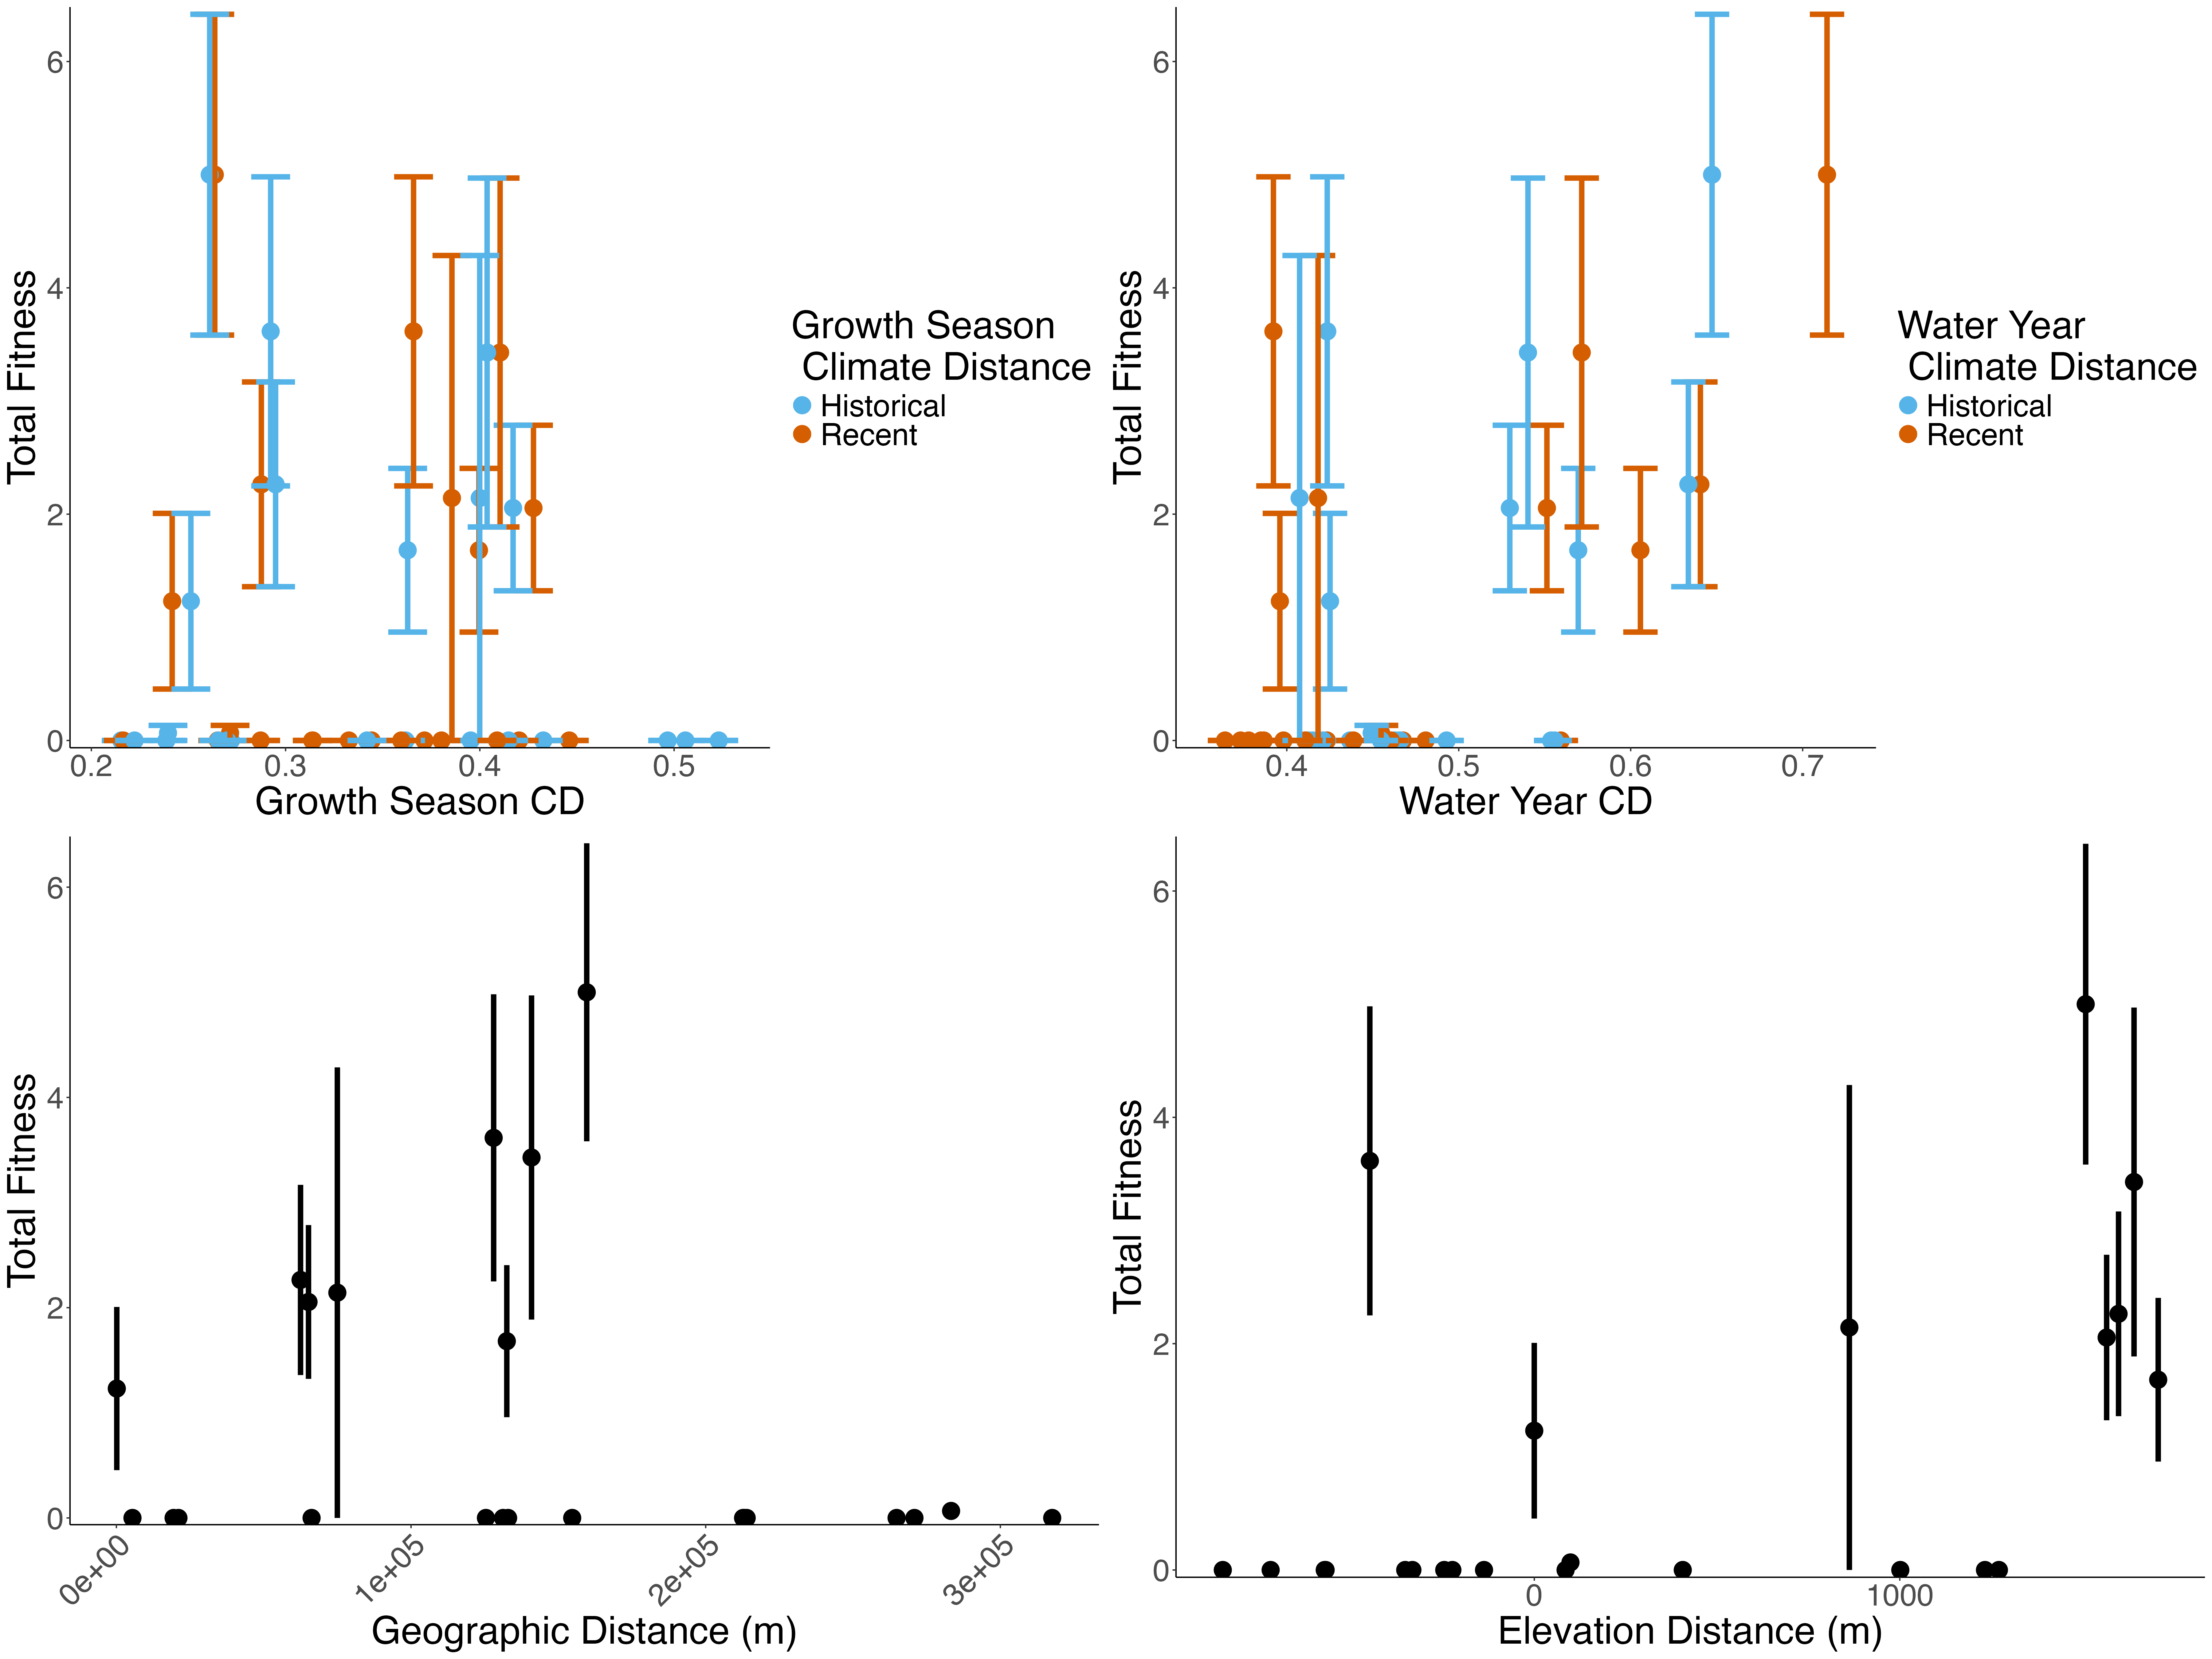 Total Fitness
6
4
2
0
0.2 0.3 0.4 0.5
Growth Season CD
Growth Season
Climate Distance
Historical
Recent
Total Fitness
6
4
2
0
0.4 0.5 0.6 0.7
Water Year CD
Water Year
Climate Distance
Historical
Recent
Total Fitness
6
4
2
0
0e+00 1e+05 2e+05 3e+05
Geographic Distance (m)
Total Fitness
6
4
2
0
0 1000
Elevation Distance (m)